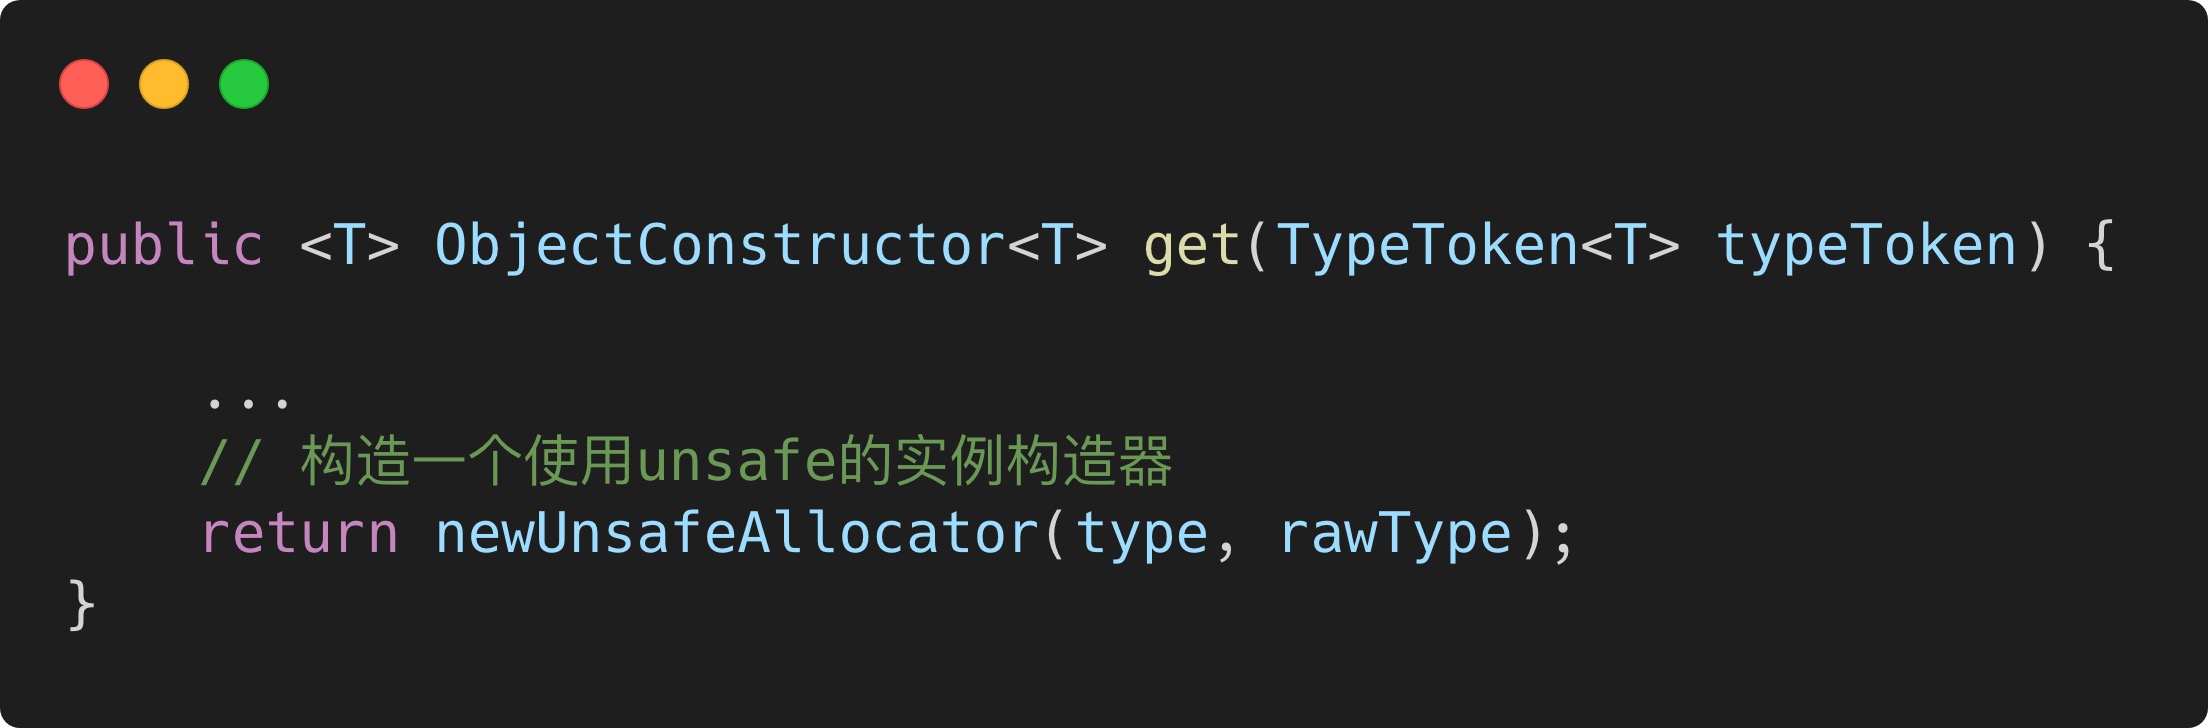 public <T> ObjectConstructor<T> get(TypeToken<T> typeToken) {
...
// 构造一个使用unsafe的实例构造器
return newUnsafeAllocator(type, rawType);
}